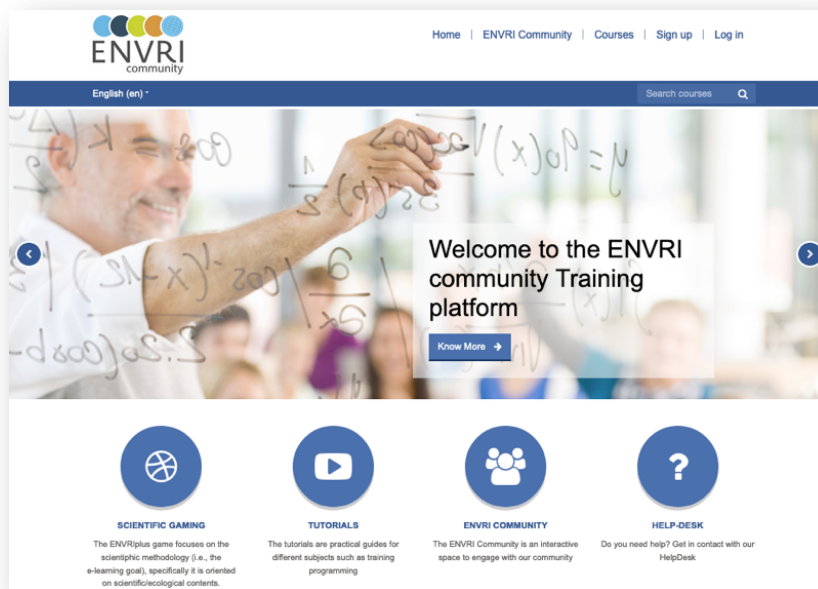 ENVRI
community
Home | ENVRI Community | Courses | Sign up | Log in
English (en)
Search courses
Welcome to the ENVRI
community Training
platform
Know More
SCIENTIFIC GAMING
The ENVRIplus game focuses on the
scientiphic methodology (i.e., the
e-learning goal), specifically it is oriented
on scientific/ecological contents.
TUTORIALS
The tutorials are practical guides for
different subjects such as training
programming
ENVRI COMMUNITY
The ENVRI Community is an interactive
space to engage with our community
HELP-DESK
Do you need help? Get in contact with our
HelpDesk